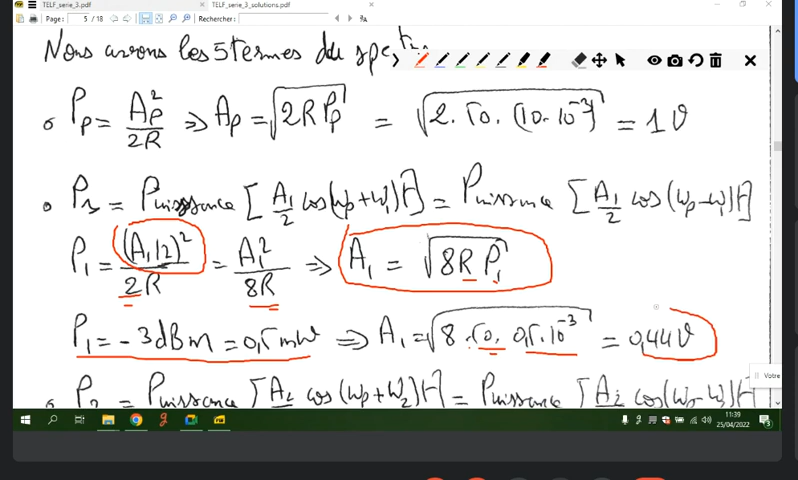 TELF_serie_3.pdf TELF_serie_3_solutions.pdf
Page: 5 / 18 Rechercher :
Nous avons les 5 termes du spect
• Pp = Ap²/2R ⇒ Ap = √(2R Pp) = √(2. 50. (10. 10⁻³)) = 1 V
• P1 = Puissance [A1/2 cos(wp+w1)t] = Puissance [A1/2 cos(wp-w1)t]
P1 = (A1/2)²/2R = A1²/8R ⇒ A1 = √(8R P1)
P1 = - 3 dBm = 0,5 mW ⇒ A1 = √(8. 50. 0,5. 10⁻³) = 0,44 V
• P2 = Puissance [A2 cos(wp+w2)t] = Puissance [A2 cos(wp-w2)t]
Votre
11:39
25/04/2022